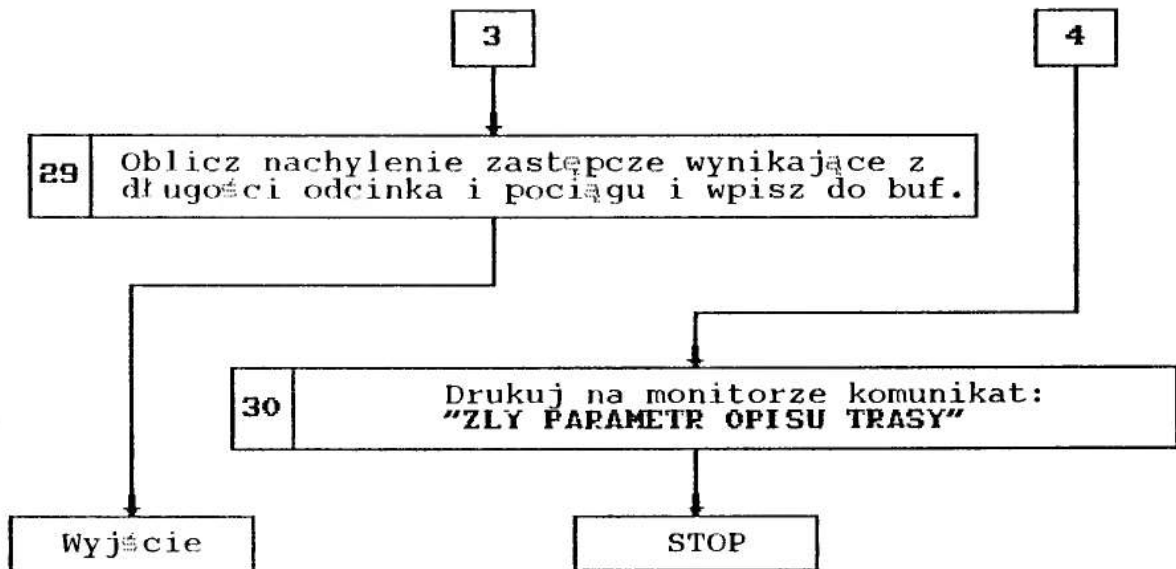 3
4
29
Oblicz nachylenie zastępcze wynikające z
długości odcinka i pociągu i wpisz do buf.
30
Drukuj na monitorze komunikat:
"ZLY PARAMETR OPISU TRASY"
Wyjście
STOP